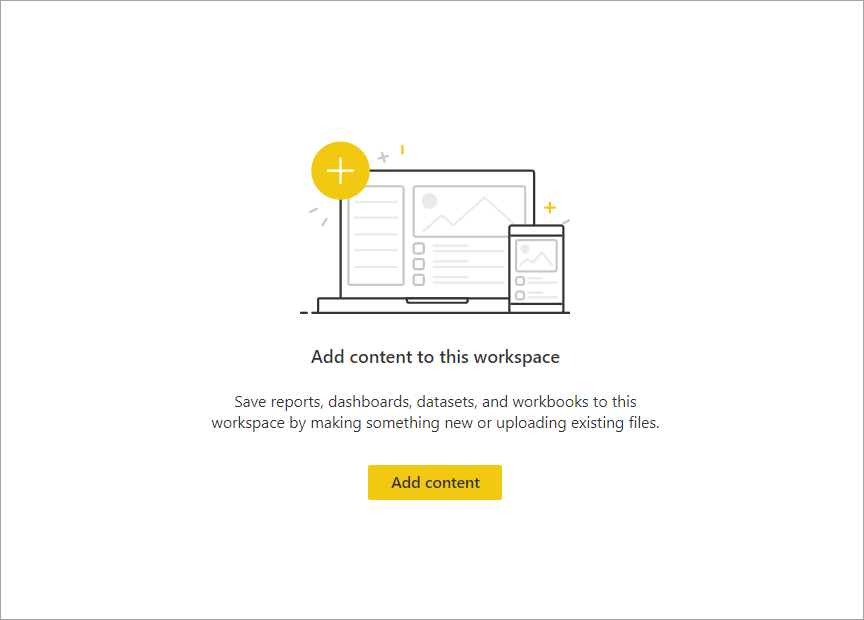 Add content to this workspace
Save reports, dashboards, datasets, and workbooks to this
workspace by making something new or uploading existing files.
Add content